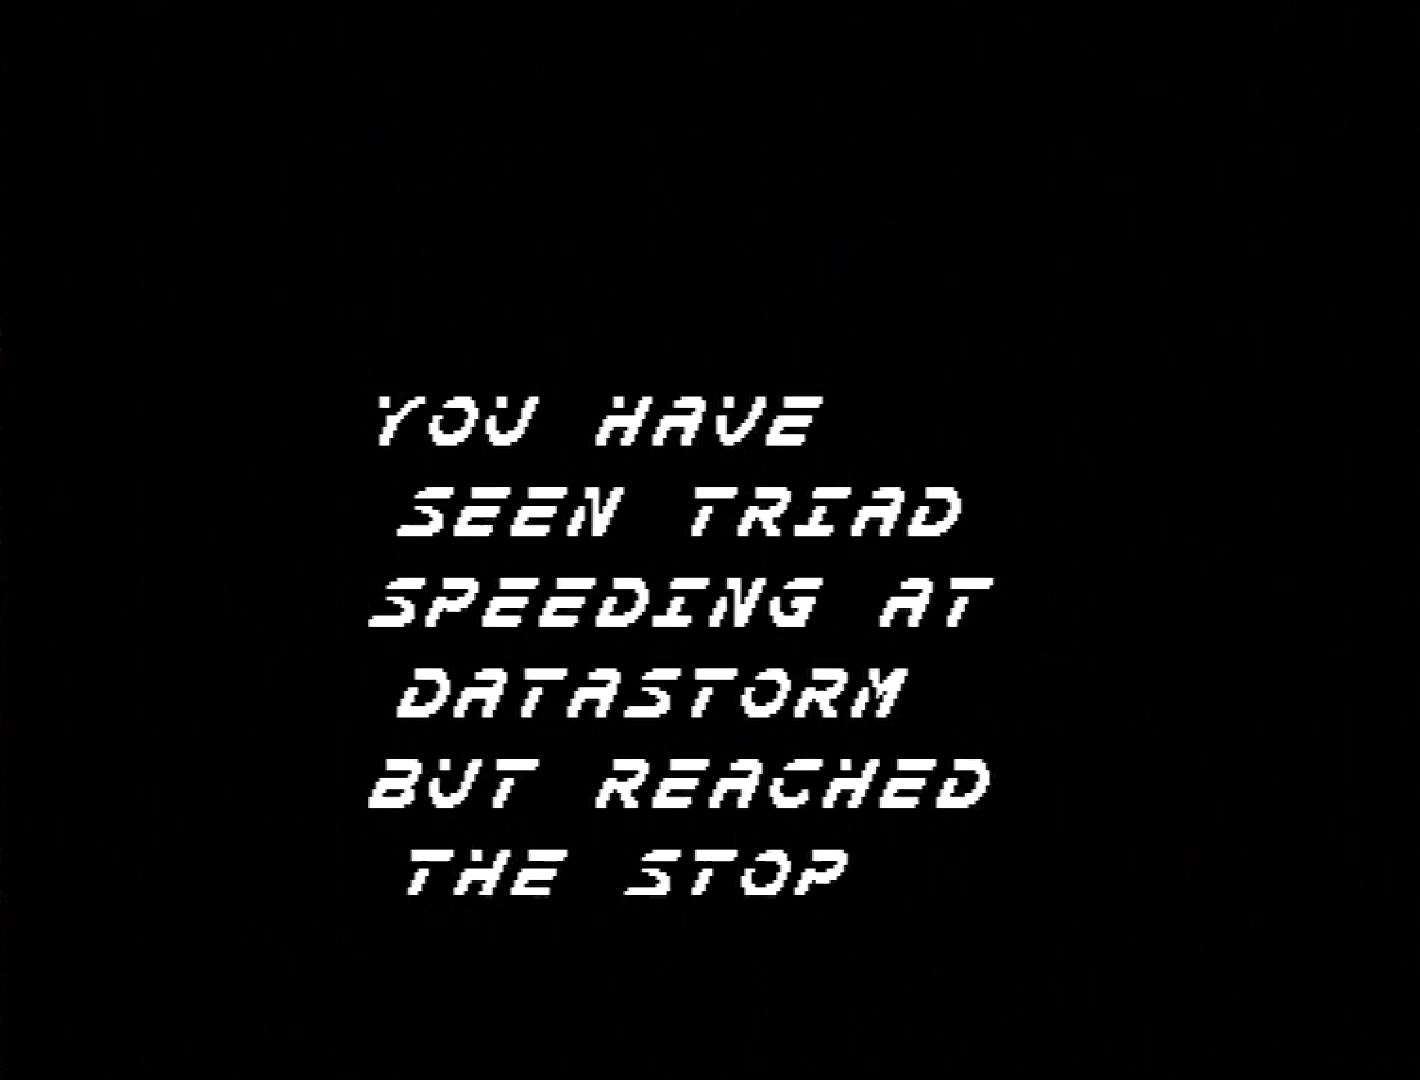 YOU HAVE
SEEN TRIAD
SPEEDING AT
DATASTORM
BUT REACHED
THE STOP